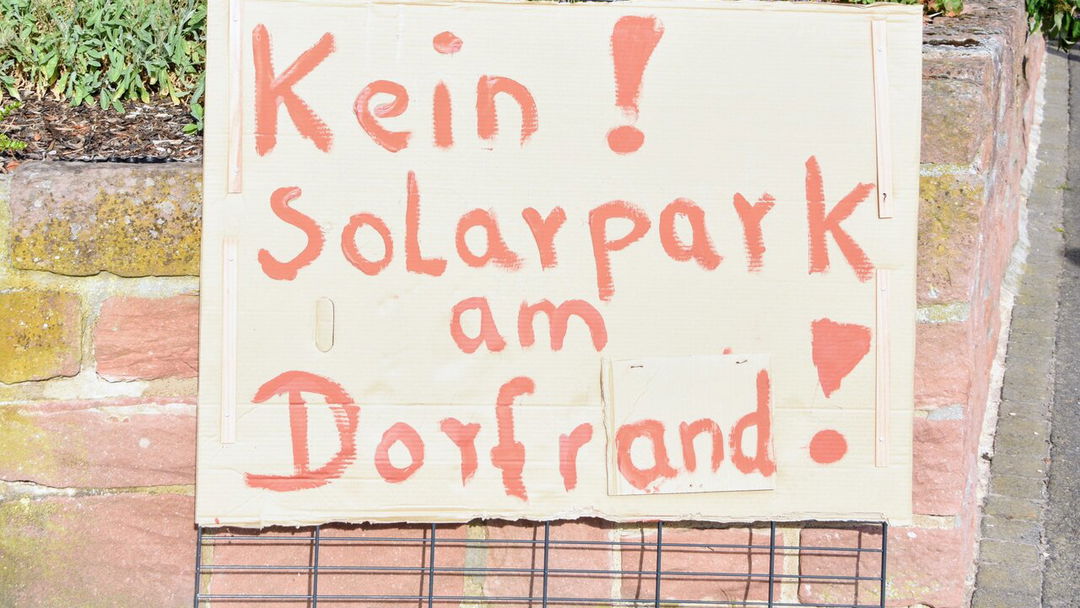 Kein !
Solarpark
am
Dorfrand!